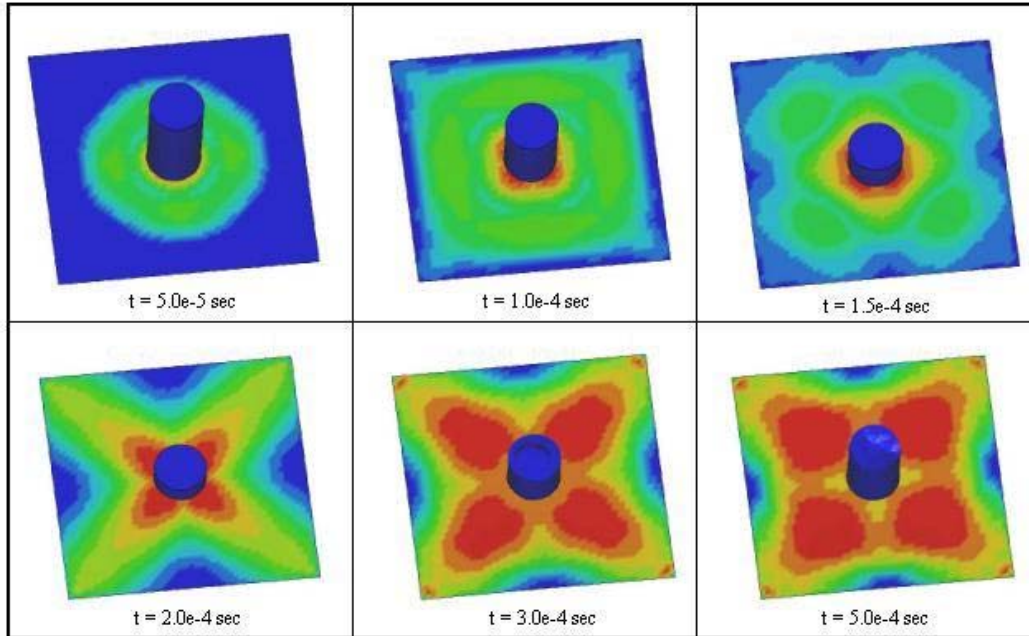 t = 5.0e-5 sec
t = 1.0e-4 sec
t = 1.5e-4 sec
t = 2.0e-4 sec
t = 3.0e-4 sec
t = 5.0e-4 sec